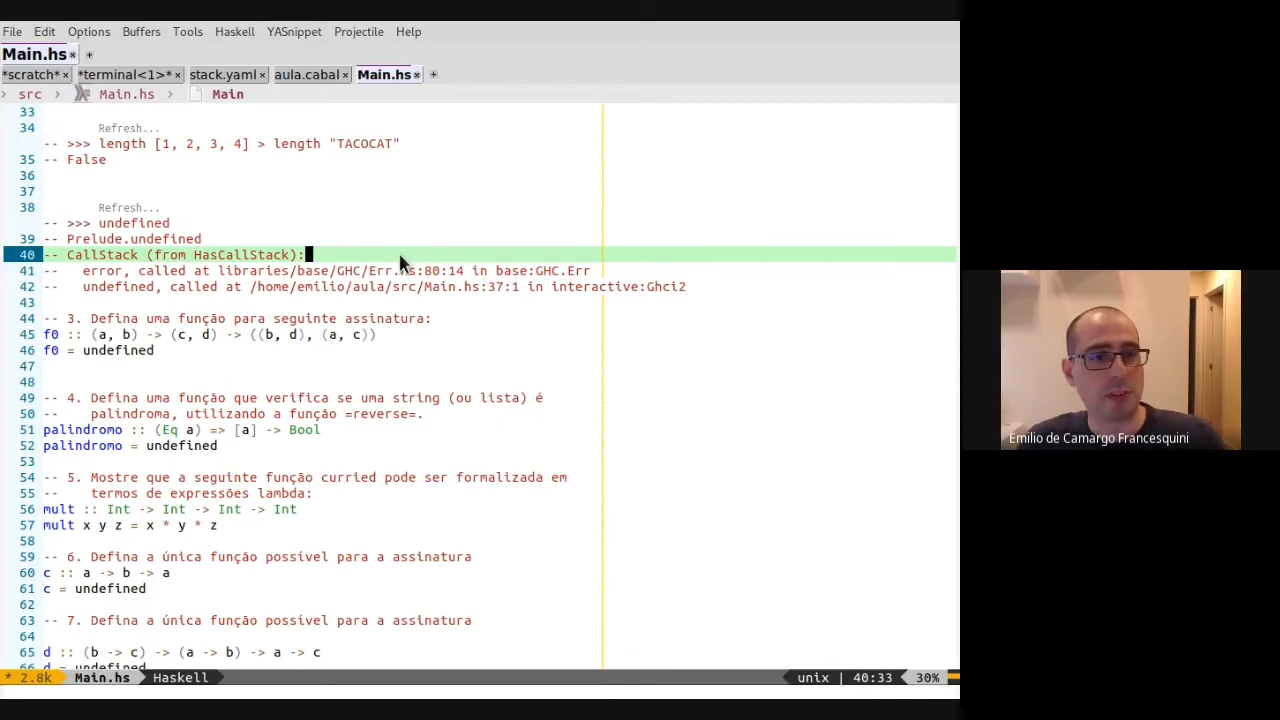 File Edit Options Buffers Tools Haskell YASnippet Projectile Help
Main.hs
*scratch* *terminal<1>* stack.yaml aula.cabal Main.hs
src Main.hs Main
33
34 Refresh...
-- >>> length [1, 2, 3, 4] > length "TACOCAT"
35 -- False
36
37
38 Refresh...
-- >>> undefined
39 -- Prelude.undefined
40 -- CallStack (from HasCallStack):
41 --   error, called at libraries/base/GHC/Err.hs:80:14 in base:GHC.Err
42 --   undefined, called at /home/emilio/aula/src/Main.hs:37:1 in interactive:Ghci2
43
44 -- 3. Defina uma função para seguinte assinatura:
45 f0 :: (a, b) -> (c, d) -> ((b, d), (a, c))
46 f0 = undefined
47
48
49 -- 4. Defina uma função que verifica se uma string (ou lista) é
50 --    palindroma, utilizando a função =reverse=.
51 palindromo :: (Eq a) => [a] -> Bool
52 palindromo = undefined
53
54 -- 5. Mostre que a seguinte função curried pode ser formalizada em
55 --    termos de expressões lambda:
56 mult :: Int -> Int -> Int -> Int
57 mult x y z = x * y * z
58
59 -- 6. Defina a única função possível para a assinatura
60 c :: a -> b -> a
61 c = undefined
62
63 -- 7. Defina a única função possível para a assinatura
64
65 d :: (b -> c) -> (a -> b) -> a -> c
66 d = undefined
* 2.8k Main.hs Haskell unix | 40:33 30%
Emilio de Camargo Francesquini